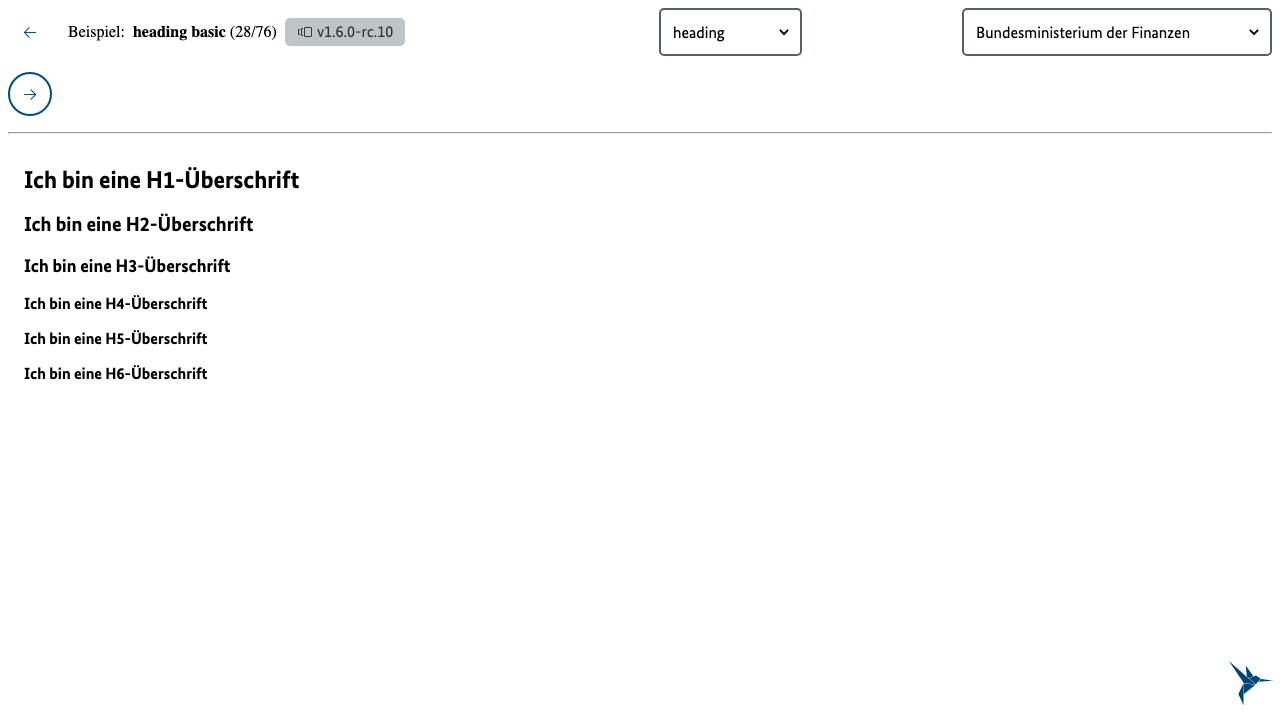 Beispiel: heading basic (28/76) v1.6.0-rc.10 heading Bundesministerium der Finanzen
Ich bin eine H1-Überschrift
Ich bin eine H2-Überschrift
Ich bin eine H3-Überschrift
Ich bin eine H4-Überschrift
Ich bin eine H5-Überschrift
Ich bin eine H6-Überschrift